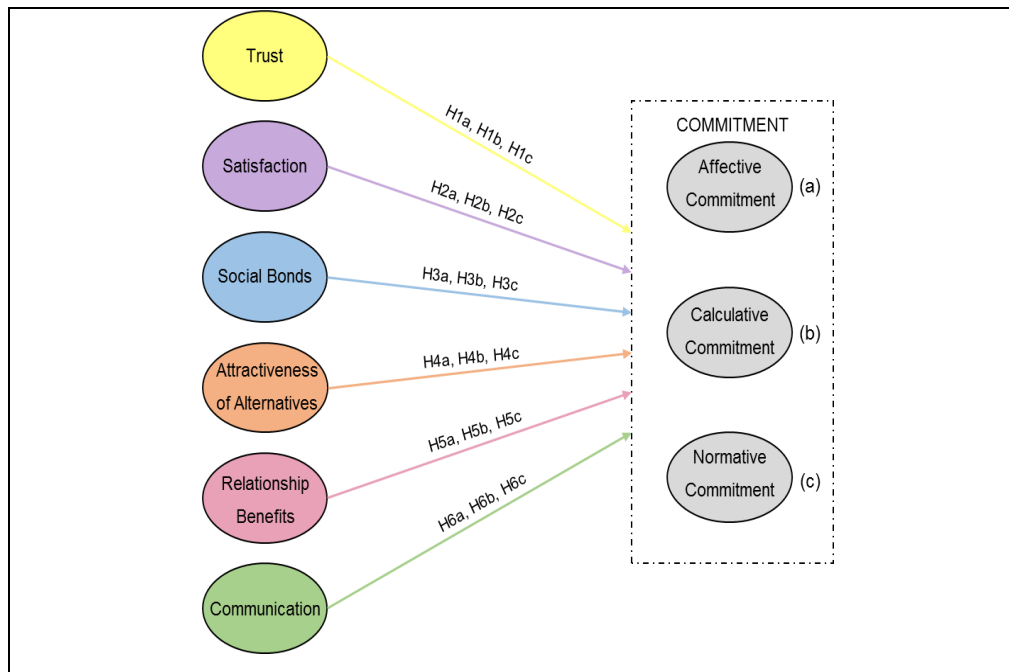 Trust
Satisfaction
Social Bonds
Attractiveness
of Alternatives
Relationship
Benefits
Communication
H1a, H1b, H1c
H2a, H2b, H2c
H3a, H3b, H3c
H4a, H4b, H4c
H5a, H5b, H5c
H6a, H6b, H6c
COMMITMENT
Affective
Commitment
(a)
Calculative
Commitment
(b)
Normative
Commitment
(c)